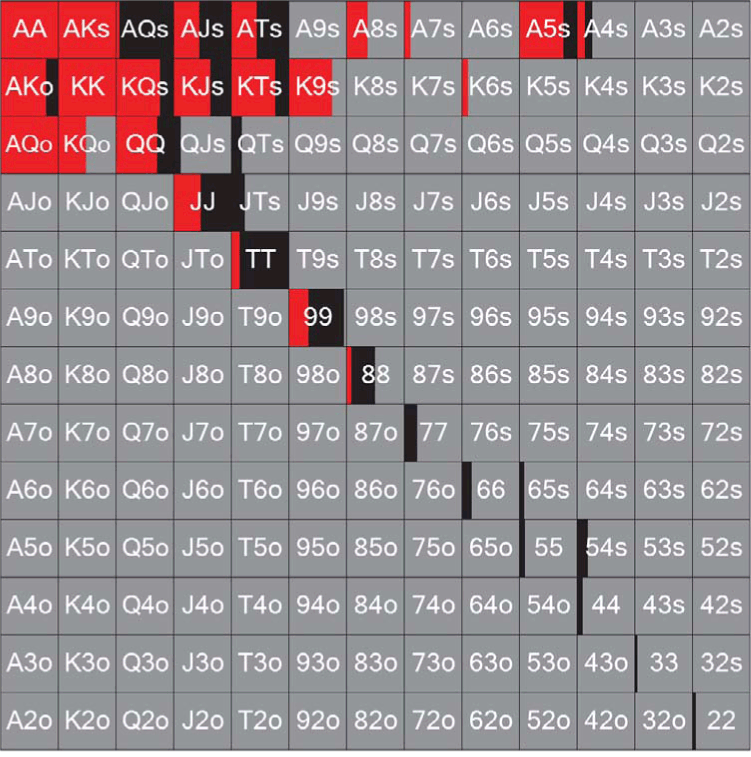 AA AKs AQs AJs ATs A9s A8s A7s A6s A5s A4s A3s A2s
AKo KK KQs KJs KTs K9s K8s K7s K6s K5s K4s K3s K2s
AQo KQo QQ QJs QTs Q9s Q8s Q7s Q6s Q5s Q4s Q3s Q2s
AJo KJo QJo JJ JTs J9s J8s J7s J6s J5s J4s J3s J2s
ATo KTo QTo JTo TT T9s T8s T7s T6s T5s T4s T3s T2s
A9o K9o Q9o J9o T9o 99 98s 97s 96s 95s 94s 93s 92s
A8o K8o Q8o J8o T8o 98o 88 87s 86s 85s 84s 83s 82s
A7o K7o Q7o J7o T7o 97o 87o 77 76s 75s 74s 73s 72s
A6o K6o Q6o J6o T6o 96o 86o 76o 66 65s 64s 63s 62s
A5o K5o Q5o J5o T5o 95o 85o 75o 65o 55 54s 53s 52s
A4o K4o Q4o J4o T4o 94o 84o 74o 64o 54o 44 43s 42s
A3o K3o Q3o J3o T3o 93o 83o 73o 63o 53o 43o 33 32s
A2o K2o Q2o J2o T2o 92o 82o 72o 62o 52o 42o 32o 22